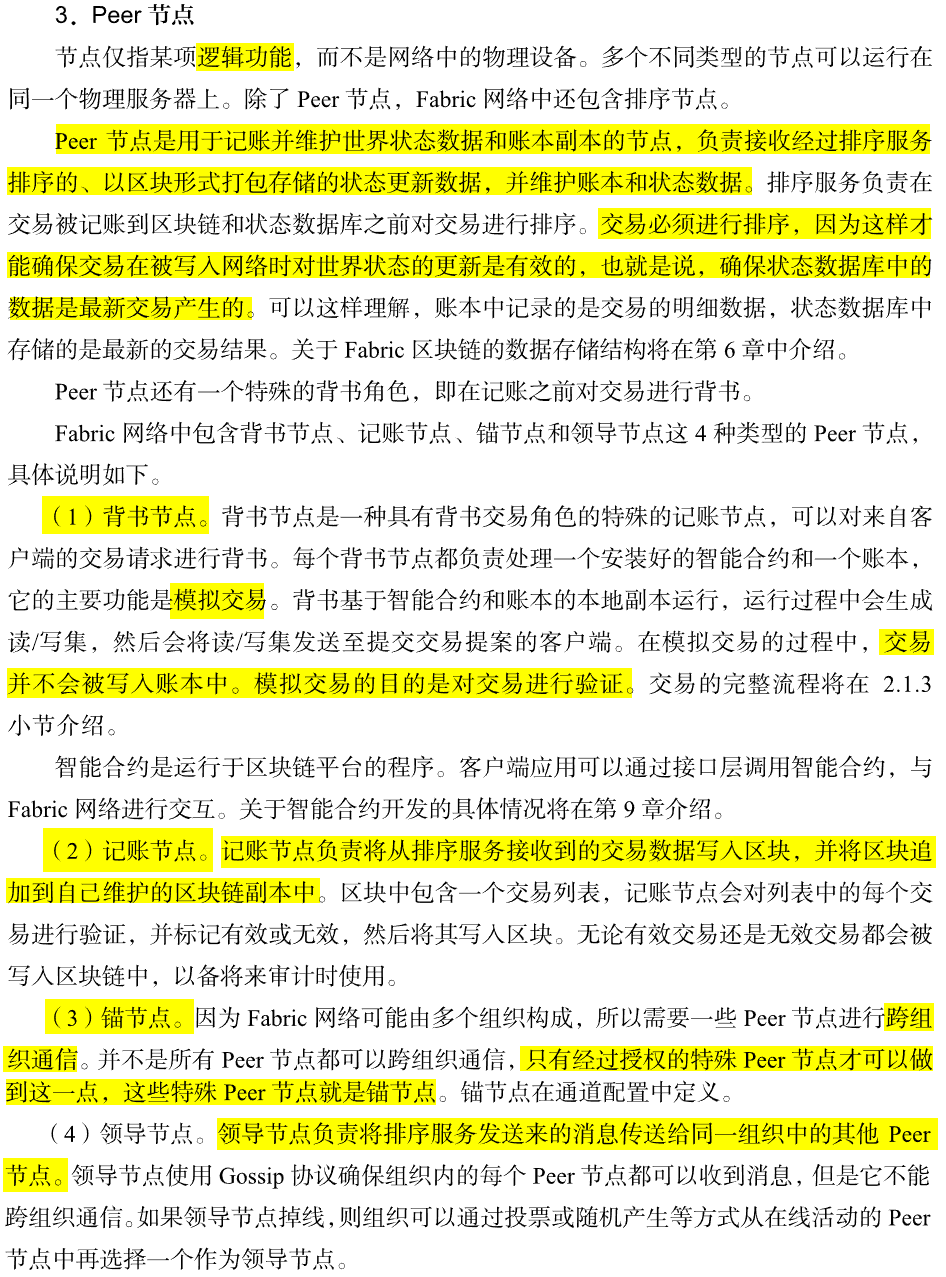 3．Peer 节点
节点仅指某项逻辑功能，而不是网络中的物理设备。多个不同类型的节点可以运行在
同一个物理服务器上。除了 Peer 节点，Fabric 网络中还包含排序节点。
Peer 节点是用于记账并维护世界状态数据和账本副本的节点，负责接收经过排序服务
排序的、以区块形式打包存储的状态更新数据，并维护账本和状态数据。排序服务负责在
交易被记账到区块链和状态数据库之前对交易进行排序。交易必须进行排序，因为这样才
能确保交易在被写入网络时对世界状态的更新是有效的，也就是说，确保状态数据库中的
数据是最新交易产生的。可以这样理解，账本中记录的是交易的明细数据，状态数据库中
存储的是最新的交易结果。关于 Fabric 区块链的数据存储结构将在第 6 章中介绍。
Peer 节点还有一个特殊的背书角色，即在记账之前对交易进行背书。
Fabric 网络中包含背书节点、记账节点、锚节点和领导节点这 4 种类型的 Peer 节点，
具体说明如下。
（1）背书节点。背书节点是一种具有背书交易角色的特殊的记账节点，可以对来自客
户端的交易请求进行背书。每个背书节点都负责处理一个安装好的智能合约和一个账本，
它的主要功能是模拟交易。背书基于智能合约和账本的本地副本运行，运行过程中会生成
读/写集，然后会将读/写集发送至提交交易提案的客户端。在模拟交易的过程中，交易
并不会被写入账本中。模拟交易的目的是对交易进行验证。交易的完整流程将在 2.1.3
小节介绍。
智能合约是运行于区块链平台的程序。客户端应用可以通过接口层调用智能合约，与
Fabric 网络进行交互。关于智能合约开发的具体情况将在第 9 章介绍。
（2）记账节点。记账节点负责将从排序服务接收到的交易数据写入区块，并将区块追
加到自己维护的区块链副本中。区块中包含一个交易列表，记账节点会对列表中的每个交
易进行验证，并标记有效或无效，然后将其写入区块。无论有效交易还是无效交易都会被
写入区块链中，以备将来审计时使用。
（3）锚节点。因为 Fabric 网络可能由多个组织构成，所以需要一些 Peer 节点进行跨组
织通信。并不是所有 Peer 节点都可以跨组织通信，只有经过授权的特殊 Peer 节点才可以做
到这一点，这些特殊 Peer 节点就是锚节点。锚节点在通道配置中定义。
（4）领导节点。领导节点负责将排序服务发送来的消息传送给同一组织中的其他 Peer
节点。领导节点使用 Gossip 协议确保组织内的每个 Peer 节点都可以收到消息，但是它不能
跨组织通信。如果领导节点掉线，则组织可以通过投票或随机产生等方式从在线活动的 Peer
节点中再选择一个作为领导节点。